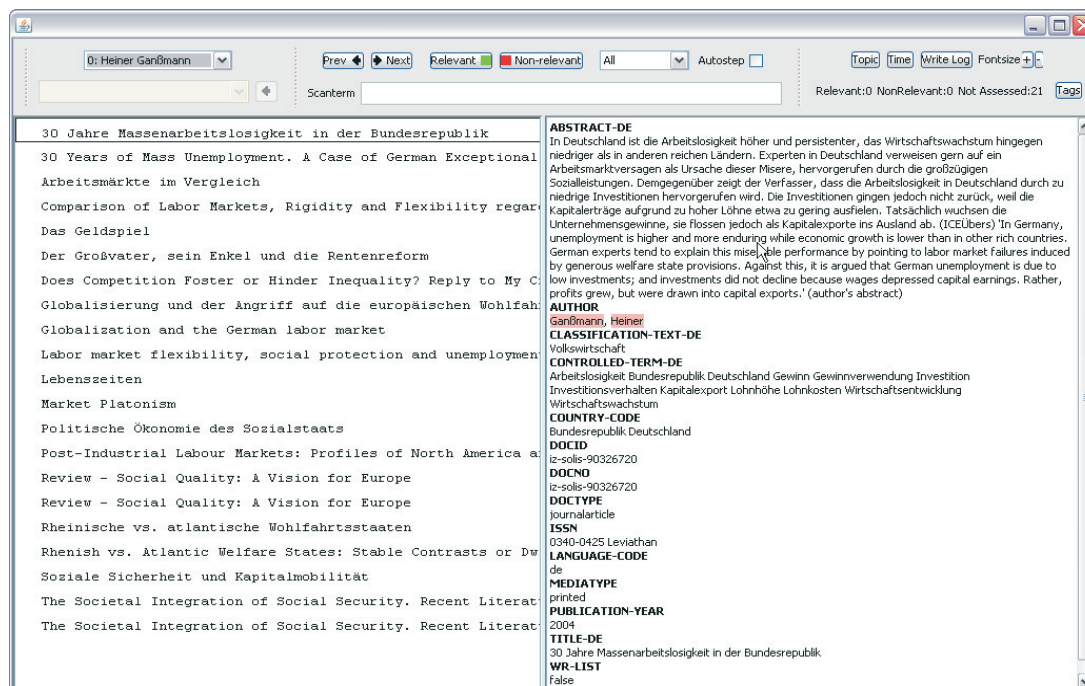 0: Heiner Ganßmann
Prev Next Relevant Non-relevant All Autostep
Topic Time Write Log Fontsize + -
Scanterm
Relevant:0 NonRelevant:0 Not Assessed:21 Tags
30 Jahre Massenarbeitslosigkeit in der Bundesrepublik
30 Years of Mass Unemployment. A Case of German Exceptional
Arbeitsmärkte im Vergleich
Comparison of Labor Markets, Rigidity and Flexibility regar
Das Geldspiel
Der Großvater, sein Enkel und die Rentenreform
Does Competition Foster or Hinder Inequality? Reply to My C
Globalisierung und der Angriff auf die europäischen Wohlfah
Globalization and the German labor market
Labor market flexibility, social protection and unemploymen
Lebenszeiten
Market Platonism
Politische Ökonomie des Sozialstaats
Post-Industrial Labour Markets: Profiles of North America a
Review - Social Quality: A Vision for Europe
Review - Social Quality: A Vision for Europe
Rheinische vs. atlantische Wohlfahrtsstaaten
Rhenish vs. Atlantic Welfare States: Stable Contrasts or Dw
Soziale Sicherheit und Kapitalmobilität
The Societal Integration of Social Security. Recent Literat
The Societal Integration of Social Security. Recent Literat
ABSTRACT-DE
In Deutschland ist die Arbeitslosigkeit höher und persistenter, das Wirtschaftswachstum hingegen
niedriger als in anderen reichen Ländern. Experten in Deutschland verweisen gern auf ein
Arbeitsmarktversagen als Ursache dieser Misere, hervorgerufen durch die großzügigen
Sozialleistungen. Demgegenüber zeigt der Verfasser, dass die Arbeitslosigkeit in Deutschland durch zu
niedrige Investitionen hervorgerufen wird. Die Investitionen gingen jedoch nicht zurück, weil die
Kapitalerträge aufgrund zu hoher Löhne etwa zu gering ausfielen. Tatsächlich wuchsen die
Unternehmensgewinne, sie flossen jedoch als Kapitalexporte ins Ausland ab. (ICEÜbers) 'In Germany,
unemployment is higher and more enduring while economic growth is lower than in other rich countries.
German experts tend to explain this miserable performance by pointing to labor market failures induced
by generous welfare state provisions. Against this, it is argued that German unemployment is due to
low investments; and investments did not decline because wages depressed capital earnings. Rather,
profits grew, but were drawn into capital exports.' (author's abstract)
AUTHOR
Ganßmann, Heiner
CLASSIFICATION-TEXT-DE
Volkswirtschaft
CONTROLLED-TERM-DE
Arbeitslosigkeit Bundesrepublik Deutschland Gewinn Gewinnverwendung Investition
Investitionsverhalten Kapitalexport Lohnhöhe Lohnkosten Wirtschaftsentwicklung
Wirtschaftswachstum
COUNTRY-CODE
Bundesrepublik Deutschland
DOCID
iz-solis-90326720
DOCNO
iz-solis-90326720
DOCTYPE
journalarticle
ISSN
0340-0425 Leviathan
LANGUAGE-CODE
de
MEDIATYPE
printed
PUBLICATION-YEAR
2004
TITLE-DE
30 Jahre Massenarbeitslosigkeit in der Bundesrepublik
WR-LIST
false